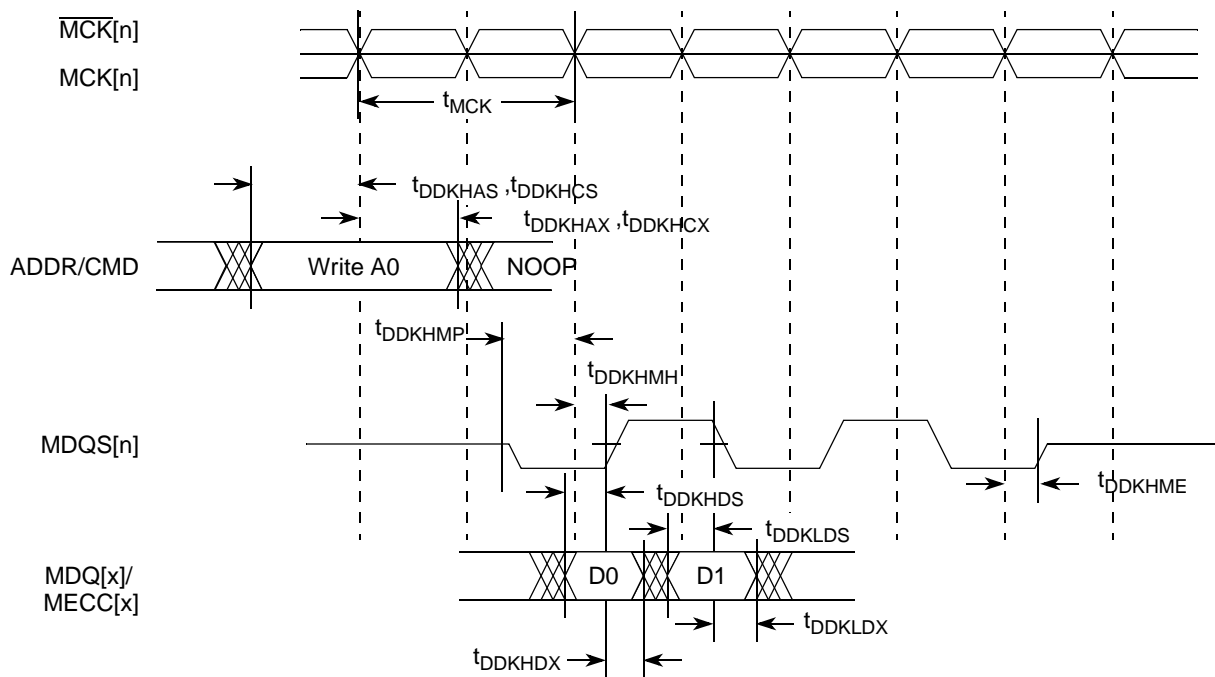 MCK[n]
MCK[n]
tMCK
tDDKHAS ,tDDKHCS
tDDKHAX ,tDDKHCX
ADDR/CMD
Write A0
NOOP
tDDKHMP
tDDKHMH
MDQS[n]
tDDKHME
tDDKHDS
tDDKLDS
MDQ[x]/
MECC[x]
D0
D1
tDDKLDX
tDDKHDX